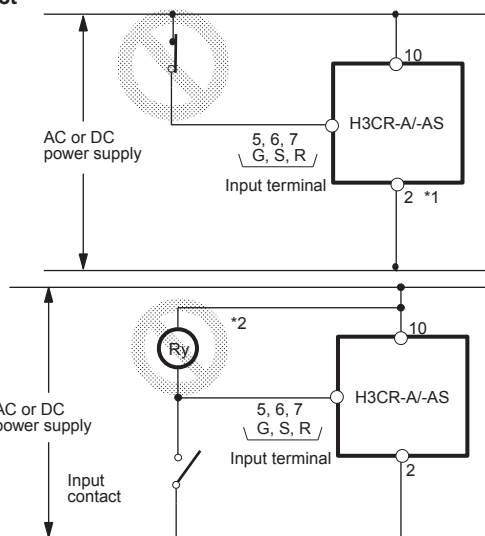 10
H3CR-A/-AS
AC or DC
power supply
5, 6, 7
G, S, R
Input terminal
2 *1
*2
10
Ry
H3CR-A/-AS
AC or DC
power supply
5, 6, 7
G, S, R
Input terminal
2
Input
contact